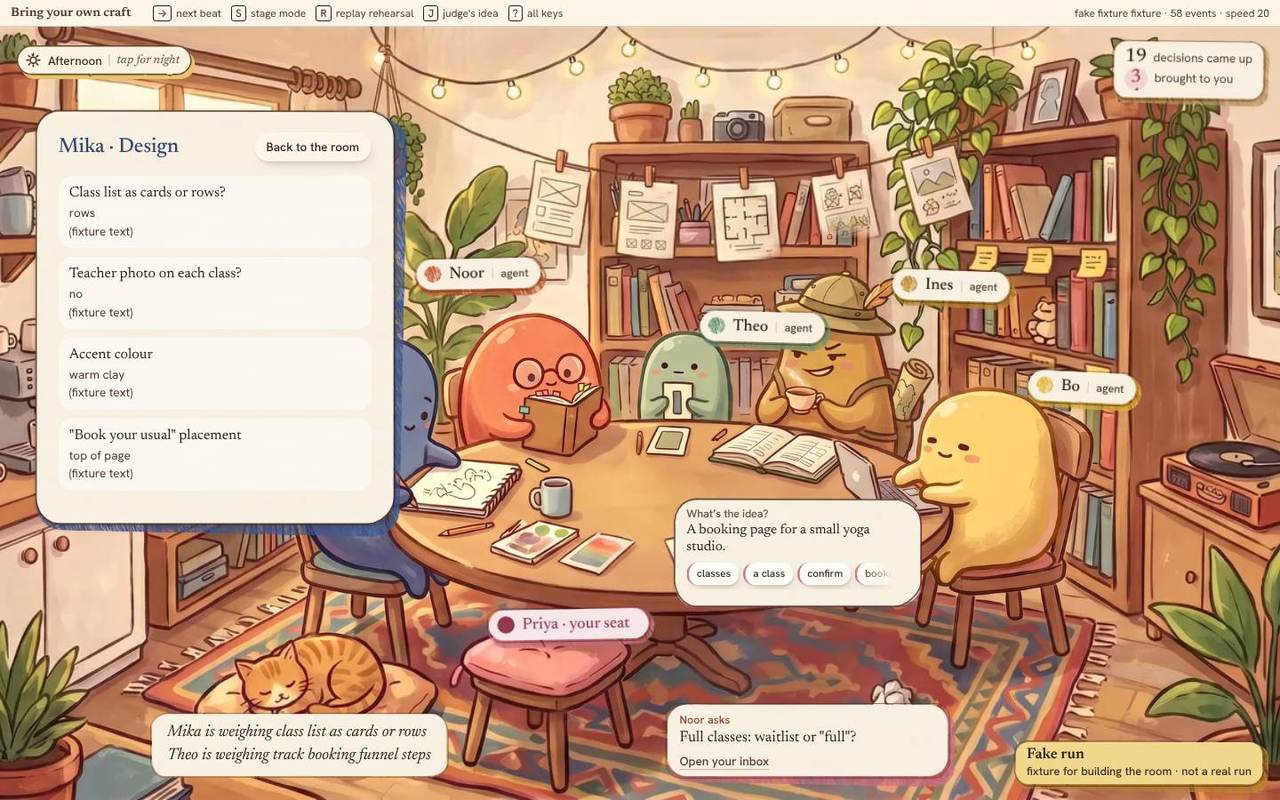 Bring your own craft
→ next beat S stage mode R replay rehearsal J judge's idea ? all keys
fake fixture fixture · 58 events · speed 20
Afternoon tap for night
19 decisions came up
3 brought to you
Mika · Design
Back to the room
Class list as cards or rows?
rows
(fixture text)
Teacher photo on each class?
no
(fixture text)
Accent colour
warm clay
(fixture text)
"Book your usual" placement
top of page
(fixture text)
Noor agent
Theo agent
Ines agent
Bo agent
What's the idea?
A booking page for a small yoga
studio.
classes a class confirm
Priya · your seat
Mika is weighing class list as cards or rows
Theo is weighing track booking funnel steps
Noor asks
Full classes: waitlist or "full"?
Open your inbox
Fake run
fixture for building the room · not a real run